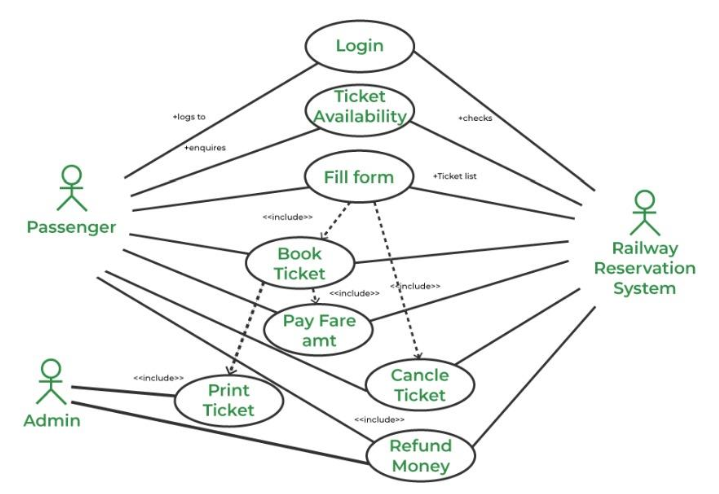 Login
Ticket
Availability
+logs to
+checks
+enquires
Fill form
+Ticket list
<<include>>
Passenger
Book
Ticket
Railway
Reservation
System
<<include>>
<<include>>
Pay Fare
amt
<<include>>
Print
Ticket
Cancle
Ticket
Admin
<<include>>
Refund
Money